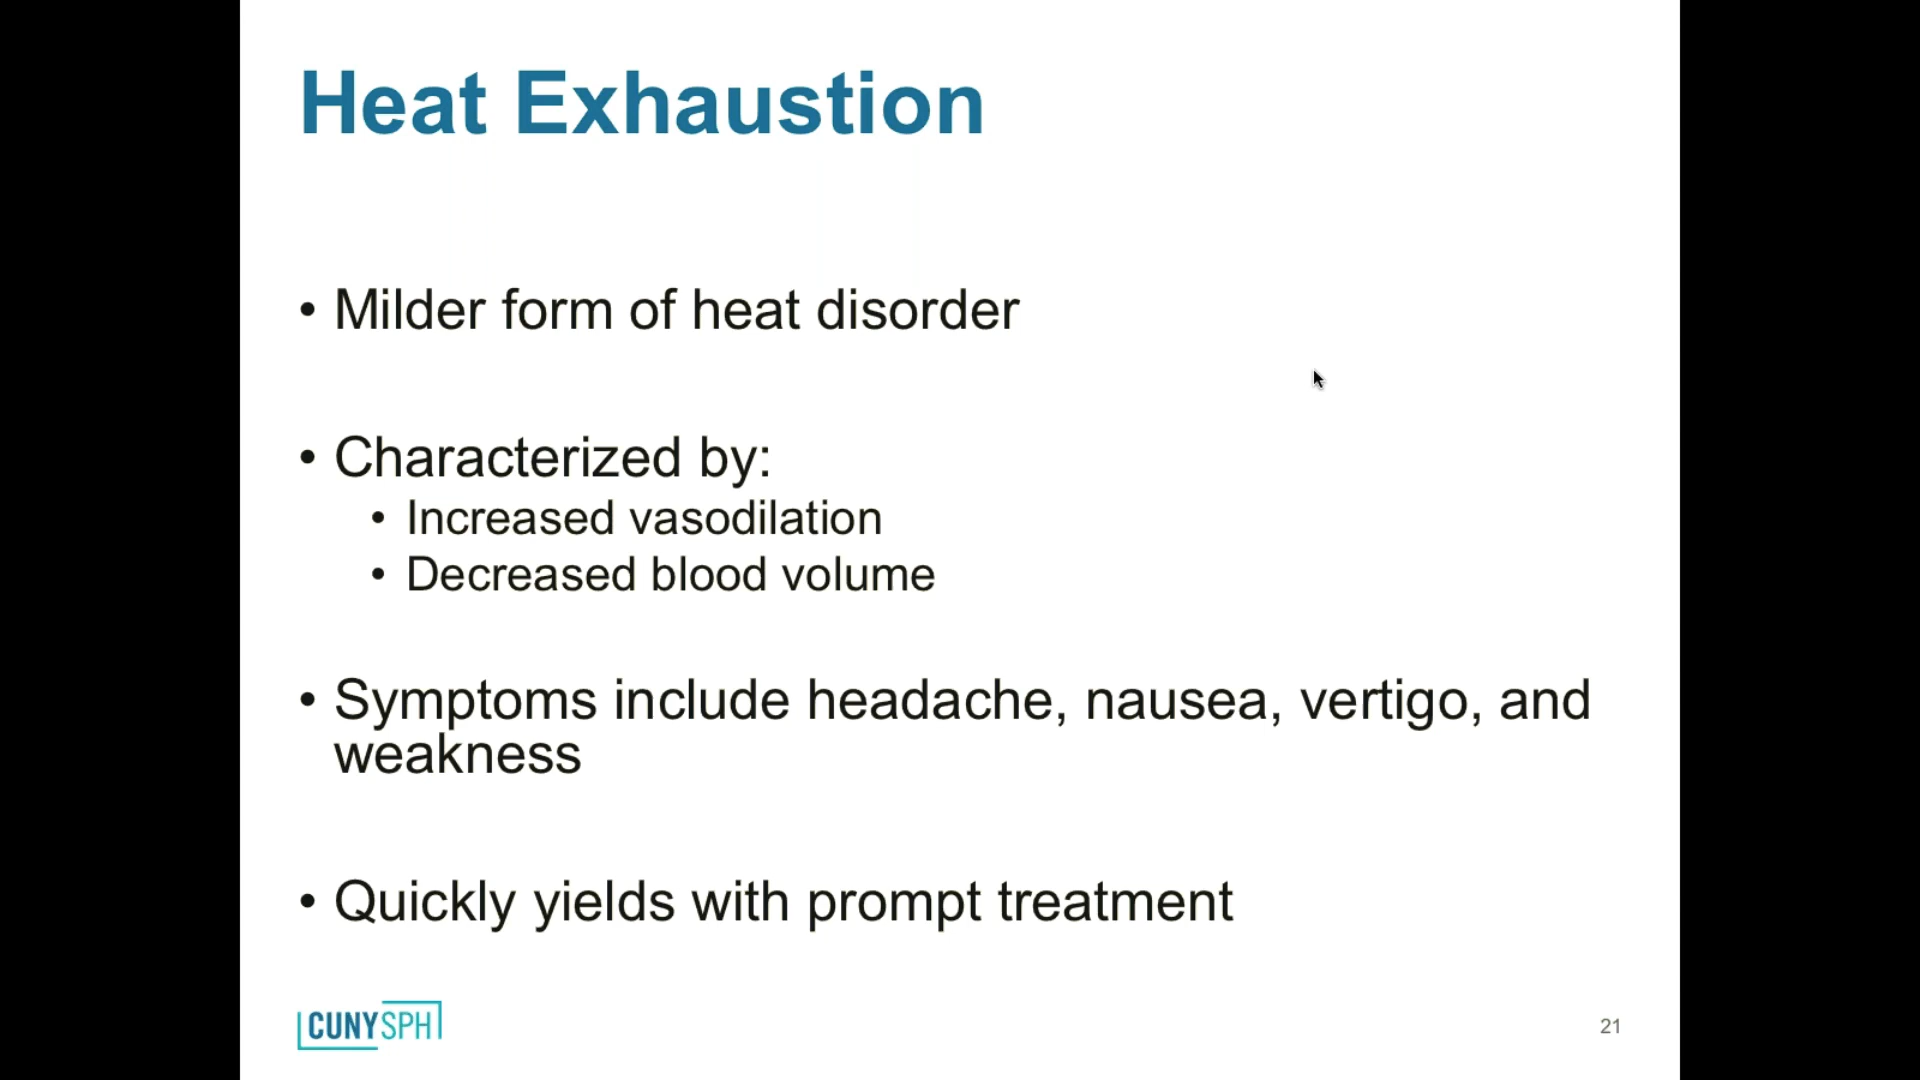 Heat Exhaustion
• Milder form of heat disorder
• Characterized by:
• Increased vasodilation
• Decreased blood volume
• Symptoms include headache, nausea, vertigo, and
weakness
• Quickly yields with prompt treatment
CUNYSPH
21